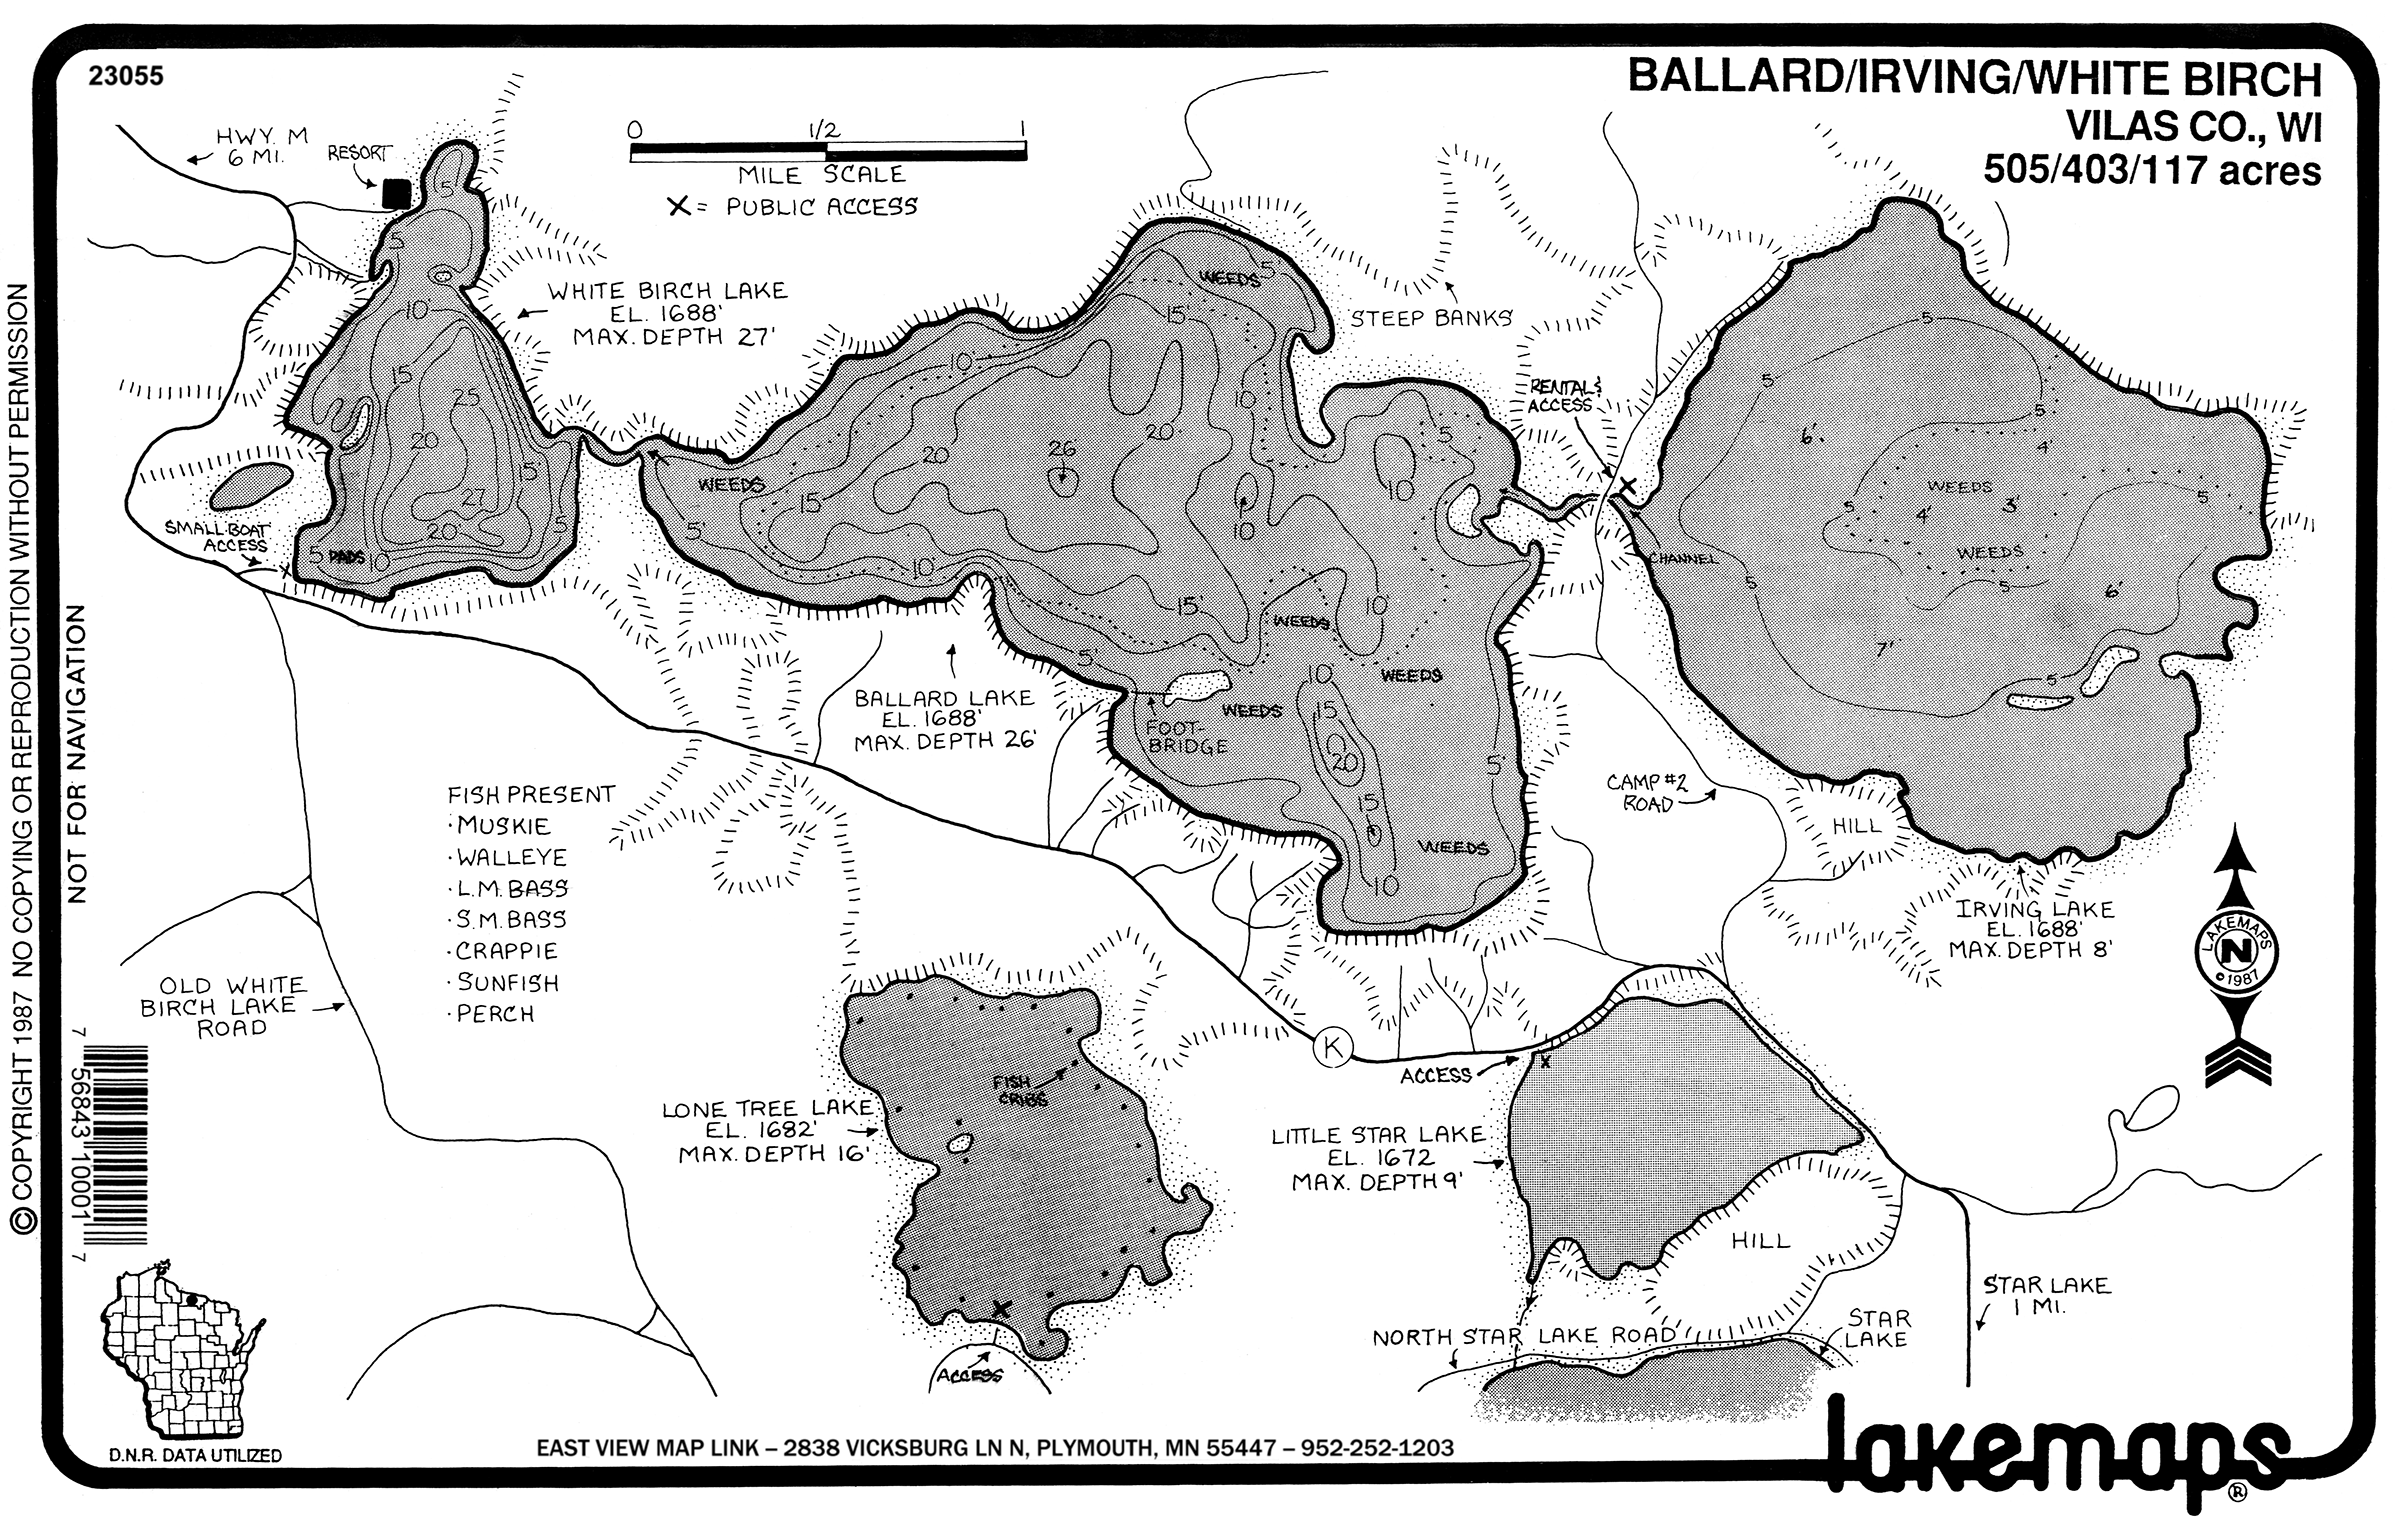 23055
BALLARD/IRVING/WHITE BIRCH
VILAS CO., WI
505/403/117 acres
HWY. M
6 MI.
RESORT
0 1/2 1
MILE SCALE
X = PUBLIC ACCESS
WHITE BIRCH LAKE
EL. 1688'
MAX. DEPTH 27'
STEEP BANKS
RENTAL &
ACCESS
CHANNEL
SMALL BOAT
ACCESS
5
5
10'
15
25
20
27
15'
20'
5
5
PADS
10
WEEDS
5
15'
10'
10
20
26
20
5
10
WEEDS
15
5'
10
10'
15'
10'
WEEDS
5'
10'
WEEDS
WEEDS
15
FOOT-
BRIDGE
20
5'
15
WEEDS
10
5
5
5
6'
4'
WEEDS
5
4'
3'
5
WEEDS
5
5
6'
7'
5
BALLARD LAKE
EL. 1688'
MAX. DEPTH 26'
FISH PRESENT
· MUSKIE
· WALLEYE
· L.M. BASS
· S.M. BASS
· CRAPPIE
· SUNFISH
· PERCH
CAMP #2
ROAD
HILL
IRVING LAKE
EL. 1688'
MAX. DEPTH 8'
LAKEMAPS
N
© 1987
OLD WHITE
BIRCH LAKE
ROAD
K
ACCESS
FISH
CRIBS
LONE TREE LAKE
EL. 1682'
MAX. DEPTH 16'
LITTLE STAR LAKE
EL. 1672
MAX. DEPTH 9'
HILL
STAR LAKE
1 MI.
STAR
LAKE
NORTH STAR LAKE ROAD
ACCESS
© COPYRIGHT 1987 NO COPYING OR REPRODUCTION WITHOUT PERMISSION
NOT FOR NAVIGATION
7 56843 10001 7
D.N.R. DATA UTILIZED
EAST VIEW MAP LINK – 2838 VICKSBURG LN N, PLYMOUTH, MN 55447 – 952-252-1203
lakemaps®